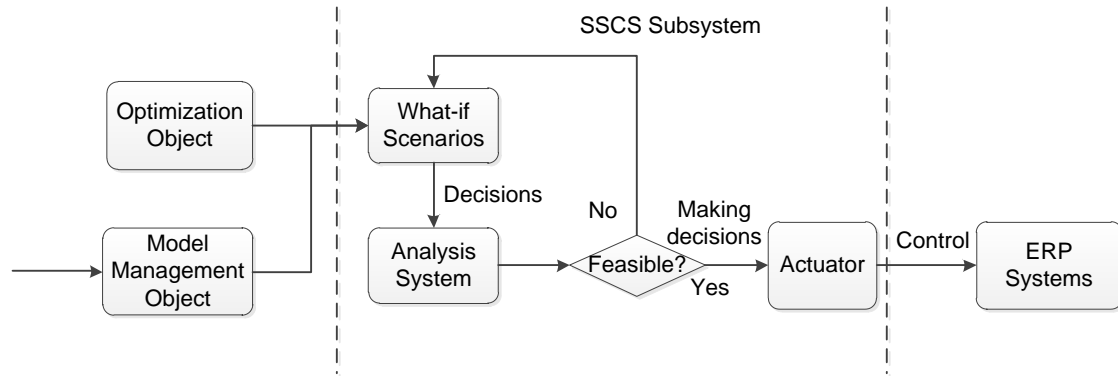 SSCS Subsystem
Optimization
Object
What-if
Scenarios
Decisions
No
Making
decisions
Model
Management
Object
Analysis
System
Feasible?
Yes
Actuator
Control
ERP
Systems